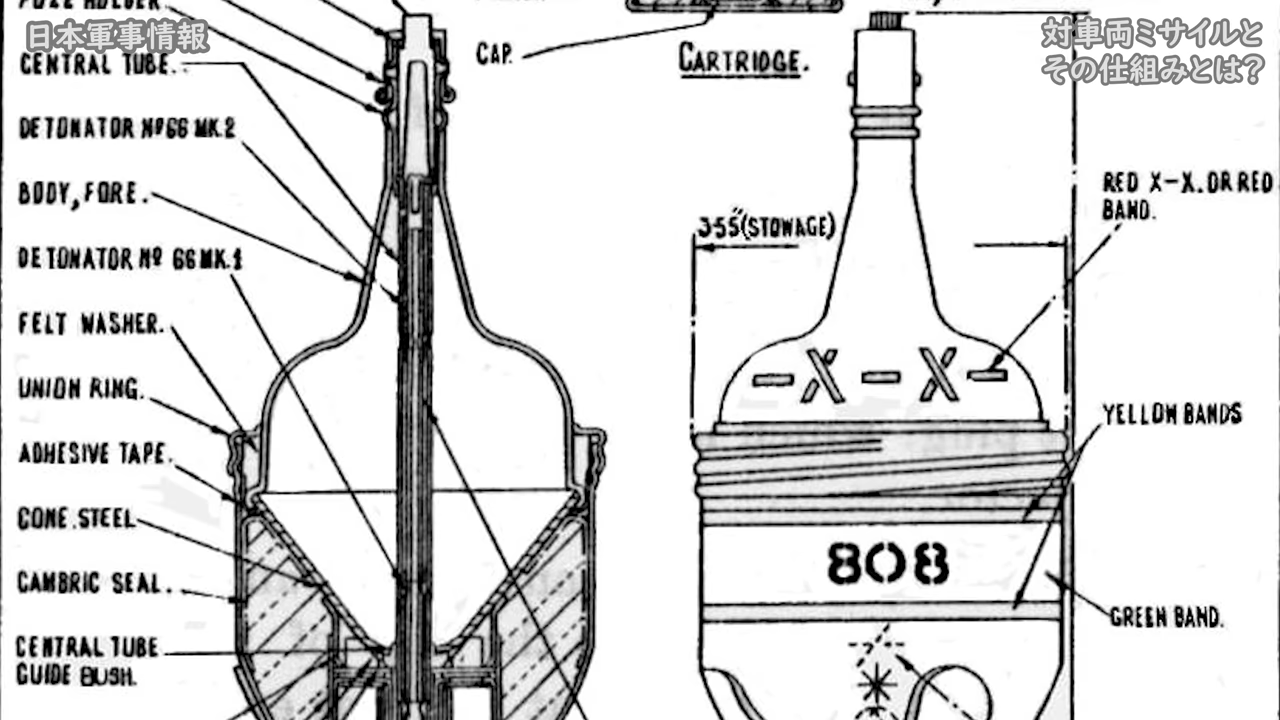 日本軍事情報
対車両ミサイルと
その仕組みとは?
FUZE HOLDER.
CENTRAL TUBE.
DETONATOR Nº66 MK.2
BODY, FORE.
DETONATOR Nº 66 MK.1
FELT WASHER.
UNION RING.
ADHESIVE TAPE.
CONE. STEEL
CAMBRIC SEAL.
CENTRAL TUBE
GUIDE BUSH.
CAP.
CARTRIDGE.
3·55" (STOWAGE)
RED X-X. OR RED
BAND.
-X-X-
YELLOW BANDS
808
GREEN BAND.